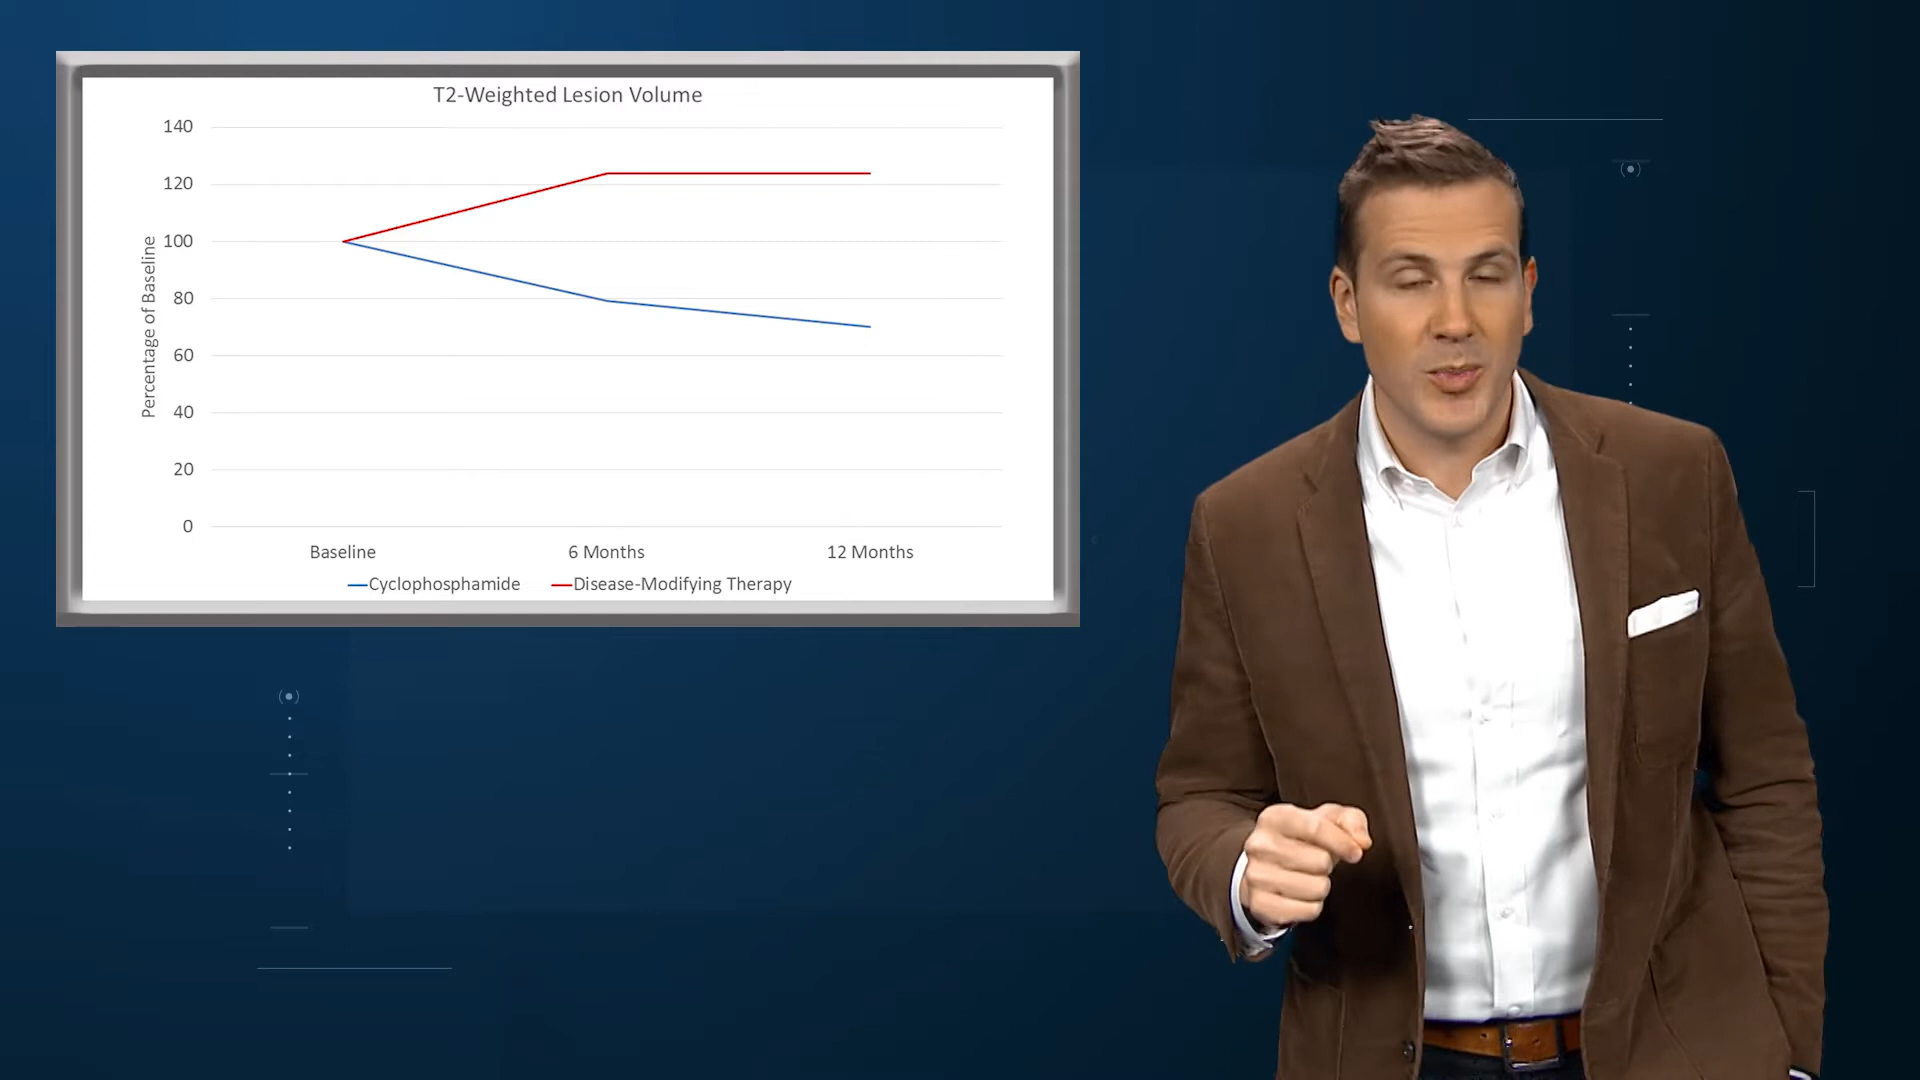 T2-Weighted Lesion Volume
140
120
100
80
60
40
20
0
Percentage of Baseline
Baseline 6 Months 12 Months
Cyclophosphamide Disease-Modifying Therapy